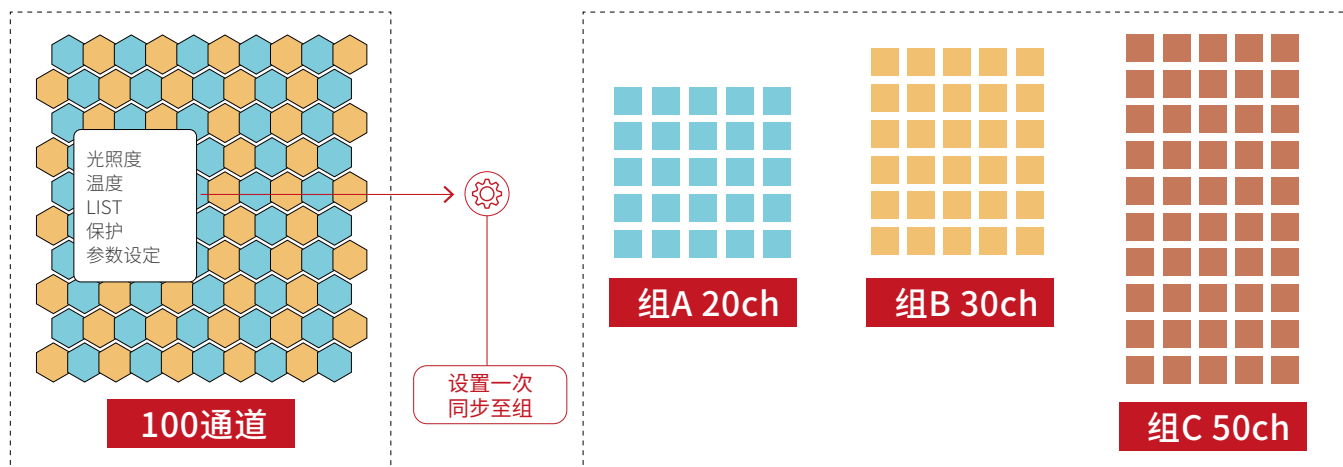 光照度
温度
LIST
保护
参数设定
100通道
设置一次
同步至组
组A 20ch
组B 30ch
组C 50ch